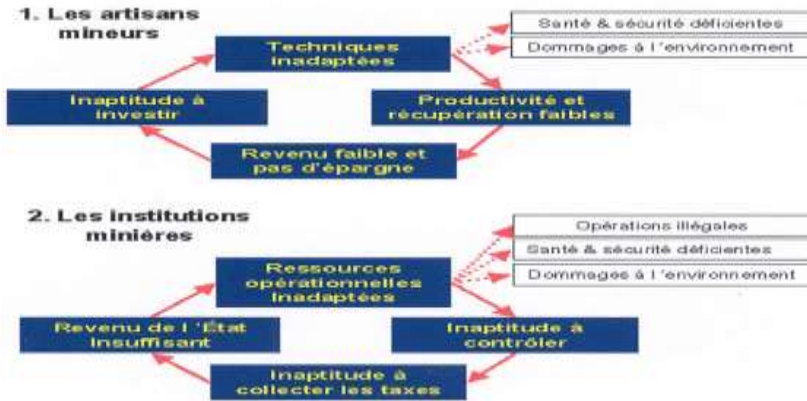 1. Les artisans
mineurs
Santé & sécurité déficientes
Dommages à l'environnement
Techniques
inadaptées
Inaptitude à
investir
Productivité et
récupération faibles
Revenu faible et
pas d'épargne
2. Les institutions
minières
Opérations illégales
Santé & sécurité déficientes
Dommages à l'environnement
Ressources
opérationnelles
Inadaptées
Revenu de l'État
Insuffisant
Inaptitude à
contrôler
Inaptitude à
collecter les taxes